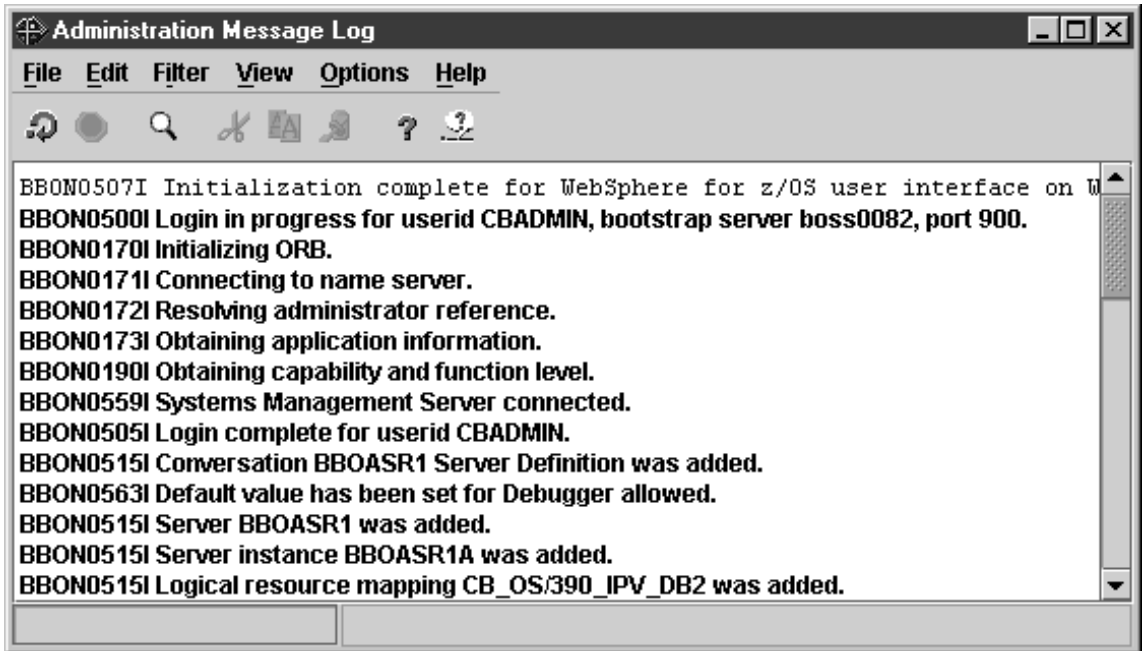 Administration Message Log
File Edit Filter View Options Help
BBON0507I Initialization complete for WebSphere for z/OS user interface on W
BBON0500I Login in progress for userid CBADMIN, bootstrap server boss0082, port 900.
BBON0170I Initializing ORB.
BBON0171I Connecting to name server.
BBON0172I Resolving administrator reference.
BBON0173I Obtaining application information.
BBON0190I Obtaining capability and function level.
BBON0559I Systems Management Server connected.
BBON0505I Login complete for userid CBADMIN.
BBON0515I Conversation BBOASR1 Server Definition was added.
BBON0563I Default value has been set for Debugger allowed.
BBON0515I Server BBOASR1 was added.
BBON0515I Server instance BBOASR1A was added.
BBON0515I Logical resource mapping CB_OS/390_IPV_DB2 was added.